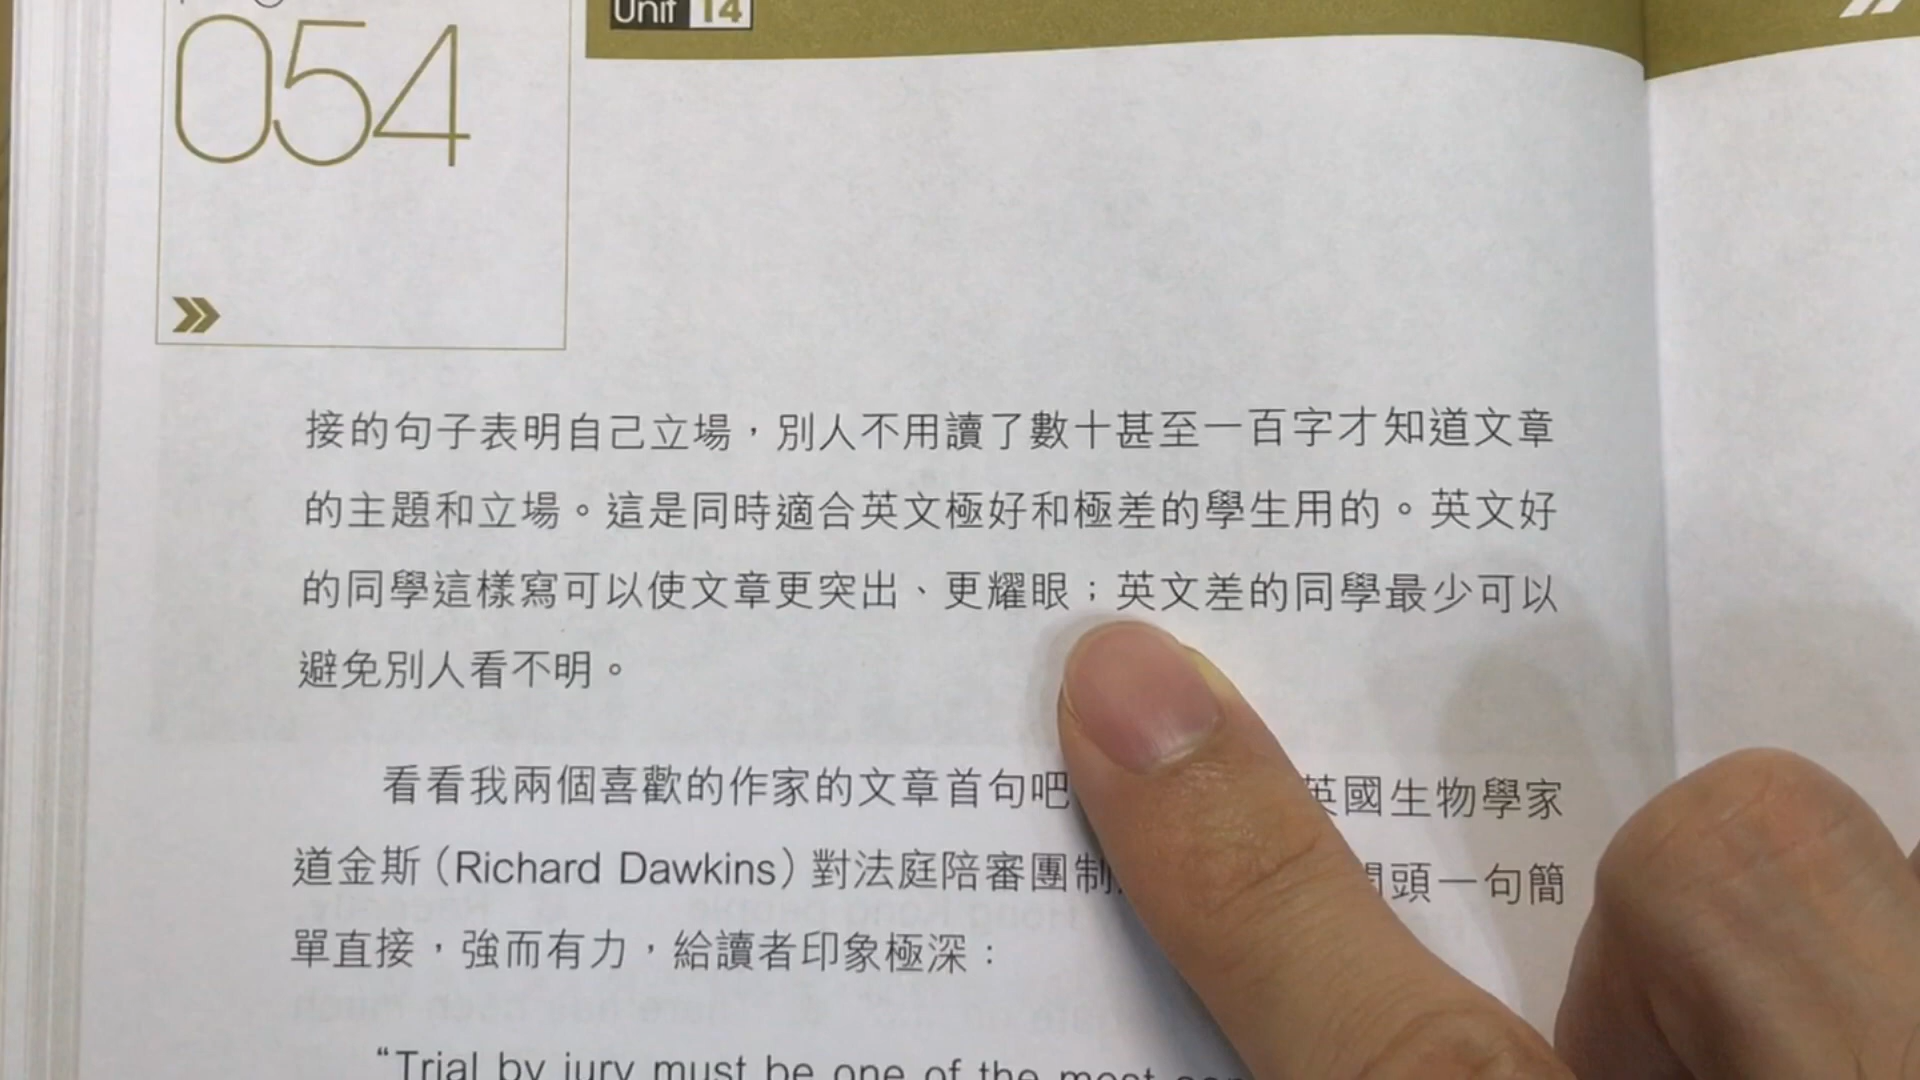 054
Unit 14
接的句子表明自己立場，別人不用讀了數十甚至一百字才知道文章
的主題和立場。這是同時適合英文極好和極差的學生用的。英文好
的同學這樣寫可以使文章更突出、更耀眼；英文差的同學最少可以
避免別人看不明。
看看我兩個喜歡的作家的文章首句吧 英國生物學家
道金斯（Richard Dawkins）對法庭陪審團制 開頭一句簡
單直接，強而有力，給讀者印象極深：
“Trial by jury must be one of the most